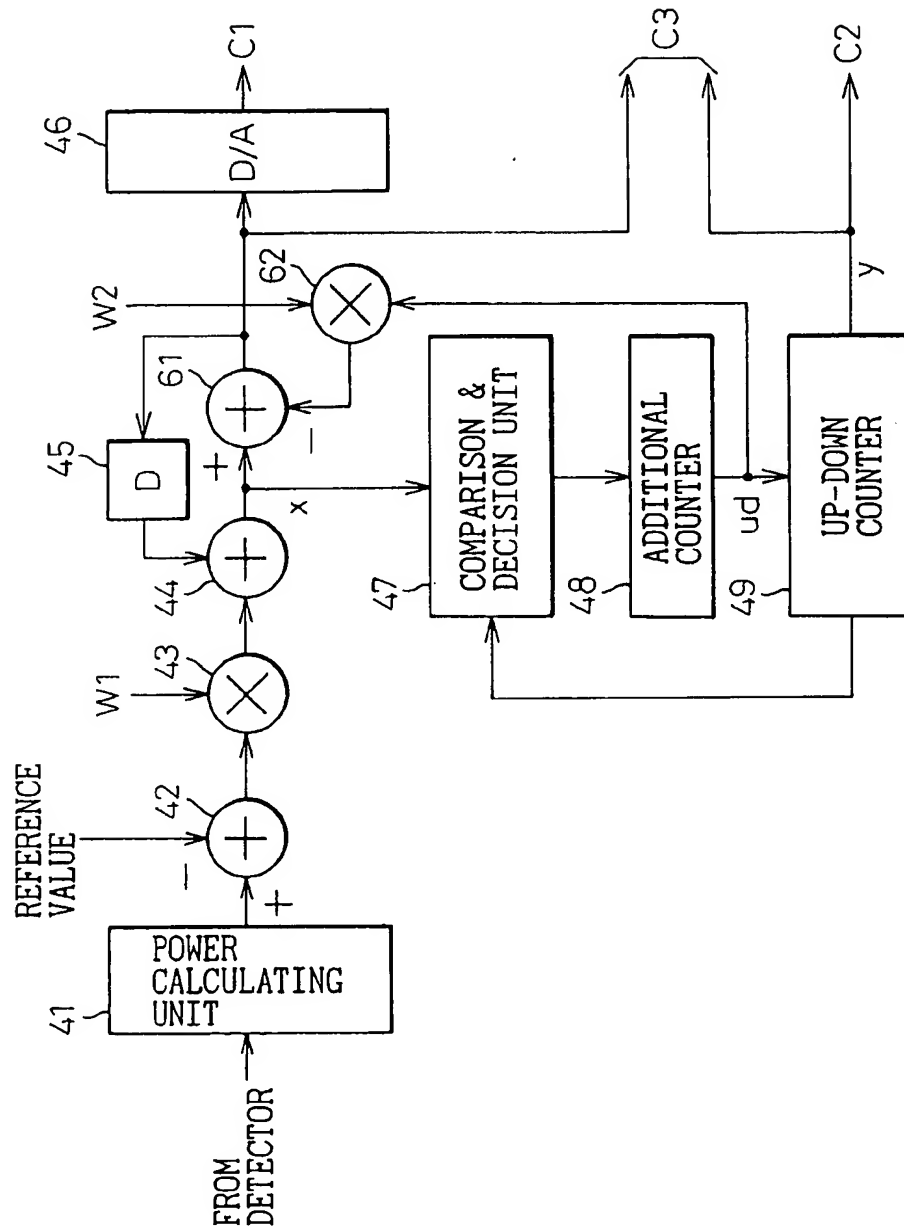 FROM
DETECTOR
41
POWER
CALCULATING
UNIT
REFERENCE
VALUE
−
+
42
+
W1
43
×
44
+
45
D
x
+
−
61
+
W2
62
×
46
D/A
C1
47
COMPARISON &
DECISION UNIT
48
ADDITIONAL
COUNTER
ud
49
UP-DOWN
COUNTER
y
C3
C2